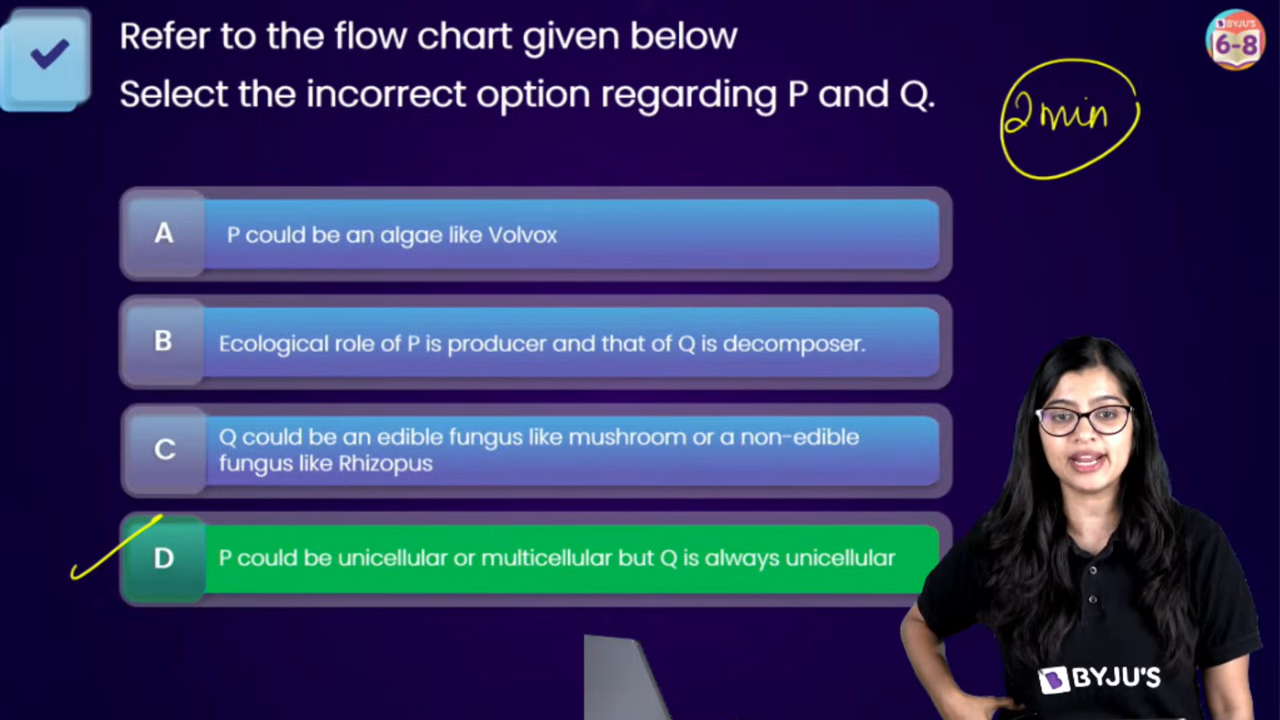 Refer to the flow chart given below
BYJU'S
6-8
Select the incorrect option regarding P and Q.
2 min
A
P could be an algae like Volvox
B
Ecological role of P is producer and that of Q is decomposer.
C
Q could be an edible fungus like mushroom or a non-edible
fungus like Rhizopus
D
P could be unicellular or multicellular but Q is always unicellular
BYJU'S